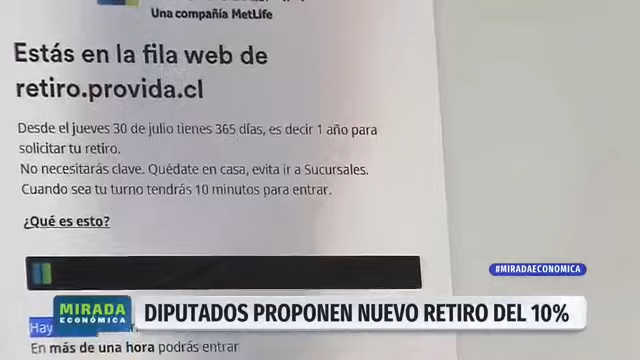 Una compañía MetLife
Estás en la fila web de
retiro.provida.cl
Desde el jueves 30 de julio tienes 365 días, es decir 1 año para
solicitar tu retiro.
No necesitarás clave. Quédate en casa, evita ir a Sucursales.
Cuando sea tu turno tendrás 10 minutos para entrar.
¿Qué es esto?
#MIRADAECONOMICA
MIRADA
ECONÓMICA
DIPUTADOS PROPONEN NUEVO RETIRO DEL 10%
Hay
En más de una hora podrás entrar